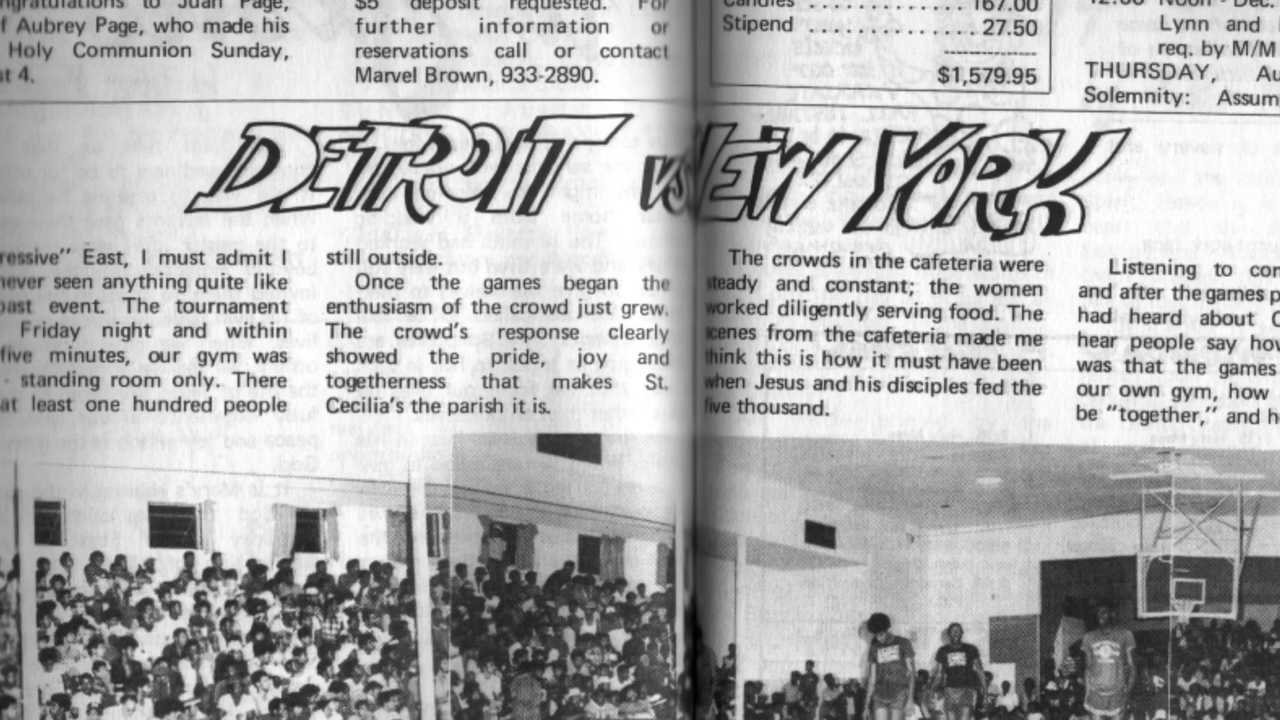 ngratulations to Juan Page,
f Aubrey Page, who made his
Holy Communion Sunday,
st 4.
$5 deposit requested. For
further information or
reservations call or contact
Marvel Brown, 933-2890.
Candles 167.00
Stipend ........................ 27.50
$1,579.95
12:00 Noon - Dec.
Lynn and
req. by M/M
THURSDAY, Au
Solemnity: Assum
DETROIT vs NEW YORK
ressive" East, i must admit
never seen anything quite like
past event. The tournament
Friday night and within
five minutes, our gym was
standing room only. There
at least one hundred people
still outside.
Once the games began the
enthusiasm of the crowd just grew.
The crowd's response clearly
showed the pride, joy and
togetherness that makes St.
Cecilia's the parish it is.
The crowds in the cafeteria were
steady and constant; the women
worked diligently serving food. The
scenes from the cafeteria made me
think this is how it must have been
when Jesus and his disciples fed the
five thousand.
Listening to com
and after the games p
had heard about C
hear people say how
was that the games
our own gym, how
be "together," and h